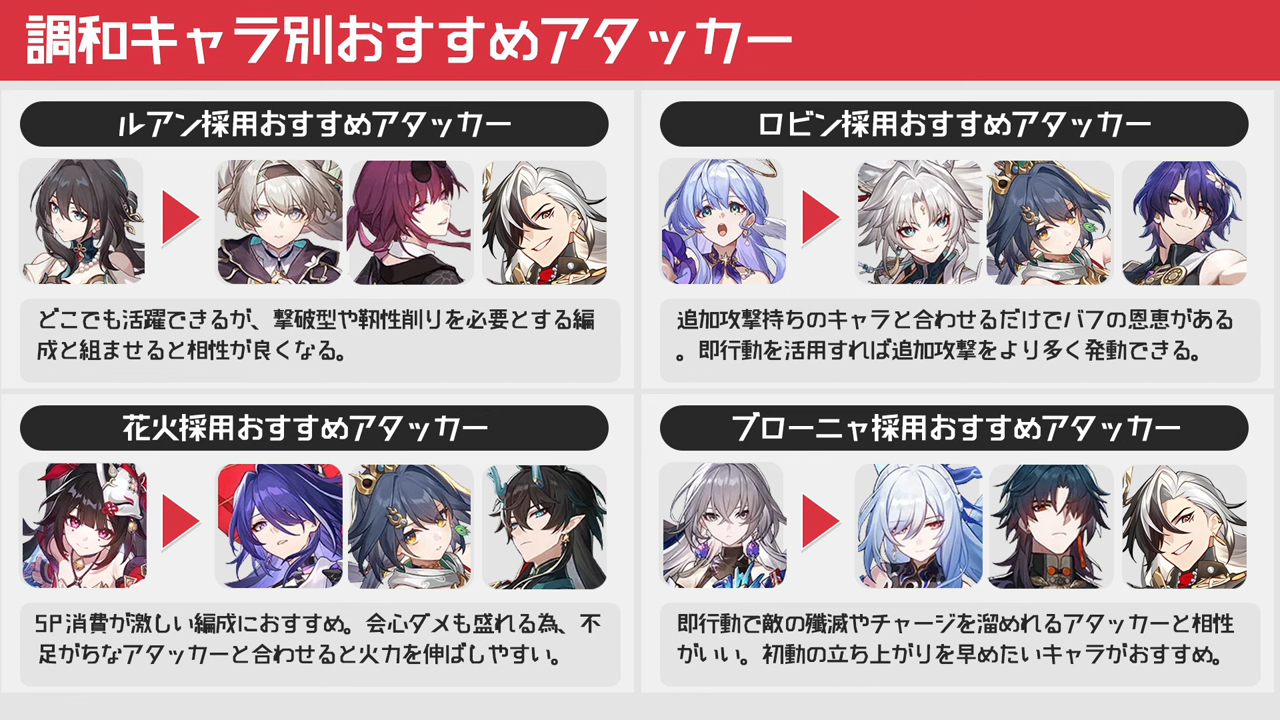 調和キャラ別おすすめアタッカー
ルアン採用おすすめアタッカー
どこでも活躍できるが、撃破型や靭性削りを必要とする編
成と組ませると相性が良くなる。
ロビン採用おすすめアタッカー
追加攻撃持ちのキャラと合わせるだけでバフの恩恵がある
。即行動を活用すれば追加攻撃をより多く発動できる。
花火採用おすすめアタッカー
SP消費が激しい編成におすすめ。会心ダメも盛れる為、不
足がちなアタッカーと合わせると火力を伸ばしやすい。
ブローニャ採用おすすめアタッカー
即行動で敵の殲滅やチャージを溜めれるアタッカーと相性
がいい。初動の立ち上がりを早めたいキャラがおすすめ。